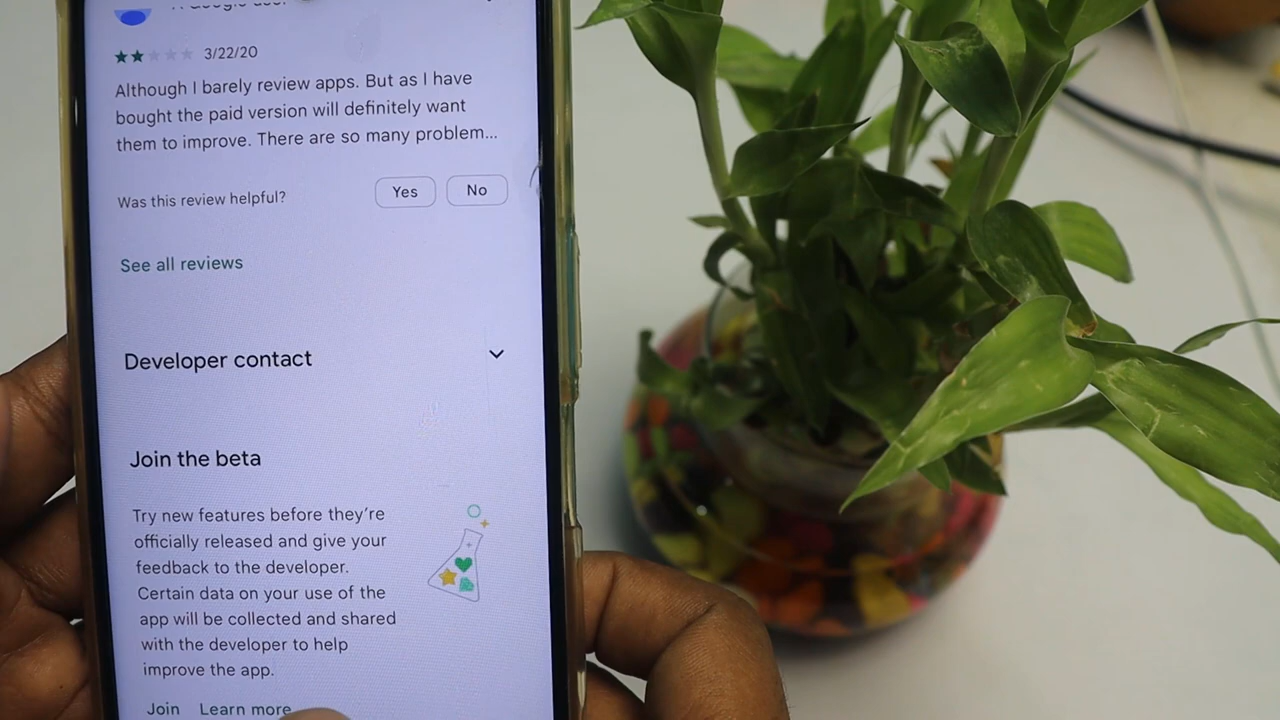 3/22/20
Although I barely review apps. But as I have
bought the paid version will definitely want
them to improve. There are so many problem...
Was this review helpful?
Yes
No
See all reviews
Developer contact
Join the beta
Try new features before they’re
officially released and give your
feedback to the developer.
Certain data on your use of the
app will be collected and shared
with the developer to help
improve the app.
Join
Learn more